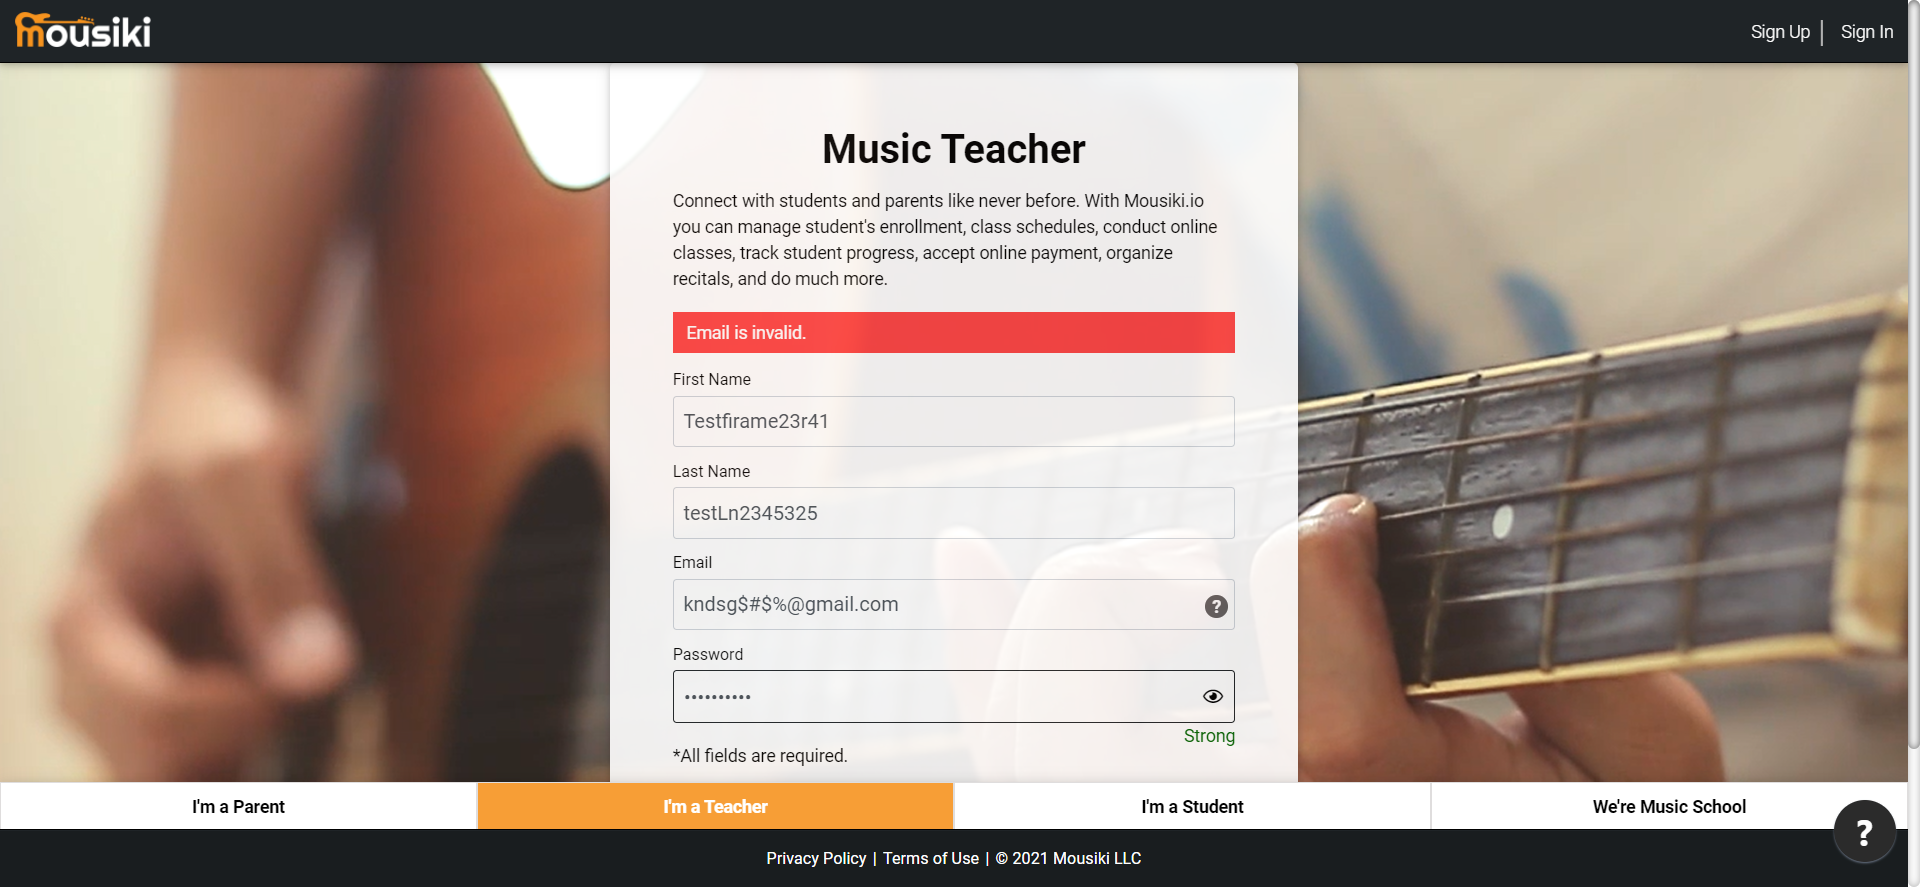 mousiki
Sign Up | Sign In
Music Teacher
Connect with students and parents like never before. With Mousiki.io
you can manage student's enrollment, class schedules, conduct online
classes, track student progress, accept online payment, organize
recitals, and do much more.
Email is invalid.
First Name
Testfirame23r41
Last Name
testLn2345325
Email
kndsg$#$%@gmail.com
?
Password
••••••••••
Strong
*All fields are required.
I'm a Parent
I'm a Teacher
I'm a Student
We're Music School
?
Privacy Policy | Terms of Use | © 2021 Mousiki LLC